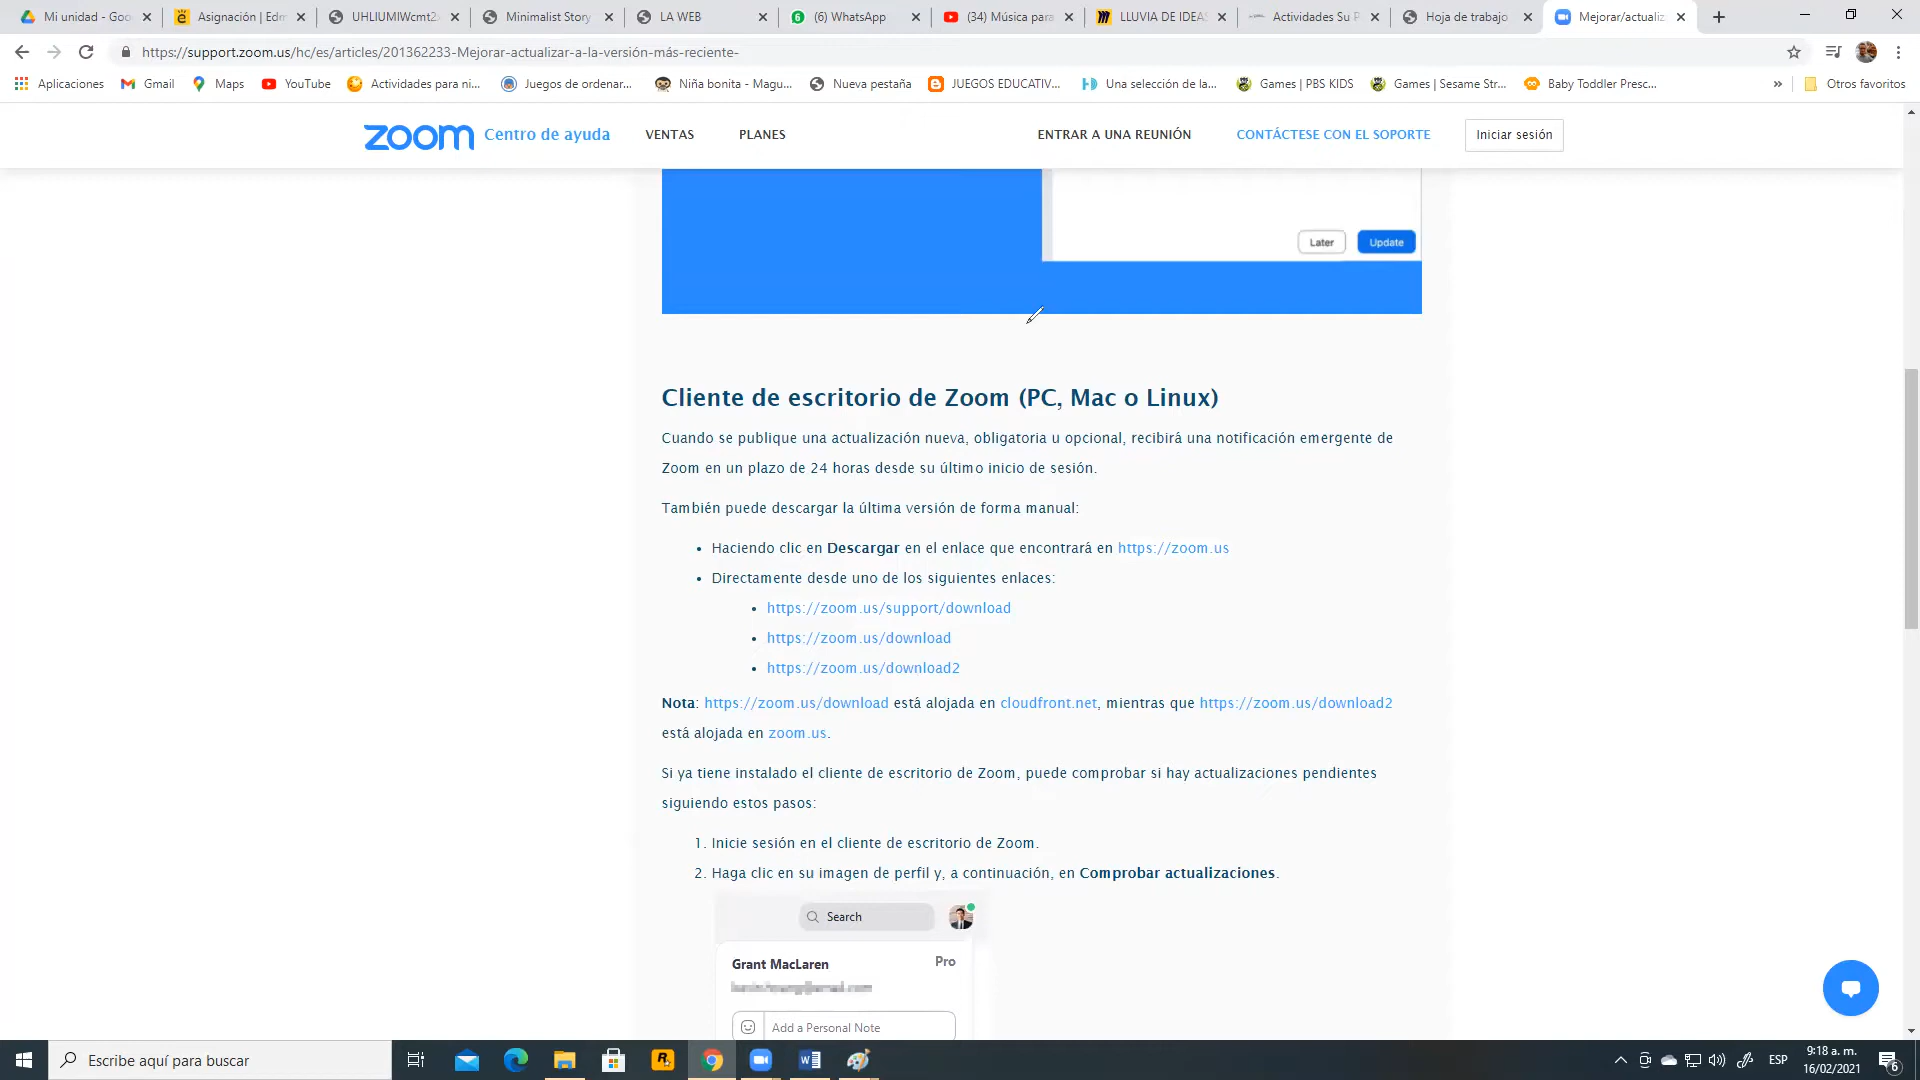 Mi unidad - Goo
Asignación | Edm
UHLIUMIWcmt2x
Minimalist Story
LA WEB
(6) WhatsApp
(34) Música para
LLUVIA DE IDEAS
Actividades Su P
Hoja de trabajo
Mejorar/actualiz
https://support.zoom.us/hc/es/articles/201362233-Mejorar-actualizar-a-la-versión-más-reciente-
Aplicaciones
Gmail
Maps
YouTube
Actividades para ni...
Juegos de ordenar...
Niña bonita - Magu...
Nueva pestaña
JUEGOS EDUCATIV...
Una selección de la...
Games | PBS KIDS
Games | Sesame Str...
Baby Toddler Presc...
»
Otros favoritos
zoom Centro de ayuda
VENTAS
PLANES
ENTRAR A UNA REUNIÓN
CONTÁCTESE CON EL SOPORTE
Iniciar sesión
Later
Update
Cliente de escritorio de Zoom (PC, Mac o Linux)
Cuando se publique una actualización nueva, obligatoria u opcional, recibirá una notificación emergente de
Zoom en un plazo de 24 horas desde su último inicio de sesión.
También puede descargar la última versión de forma manual:
• Haciendo clic en Descargar en el enlace que encontrará en https://zoom.us
• Directamente desde uno de los siguientes enlaces:
• https://zoom.us/support/download
• https://zoom.us/download
• https://zoom.us/download2
Nota: https://zoom.us/download está alojada en cloudfront.net, mientras que https://zoom.us/download2
está alojada en zoom.us.
Si ya tiene instalado el cliente de escritorio de Zoom, puede comprobar si hay actualizaciones pendientes
siguiendo estos pasos:
1. Inicie sesión en el cliente de escritorio de Zoom.
2. Haga clic en su imagen de perfil y, a continuación, en Comprobar actualizaciones.
Search
Grant MacLaren
Pro
Add a Personal Note
Escribe aquí para buscar
ESP
9:18 a. m.
16/02/2021
6